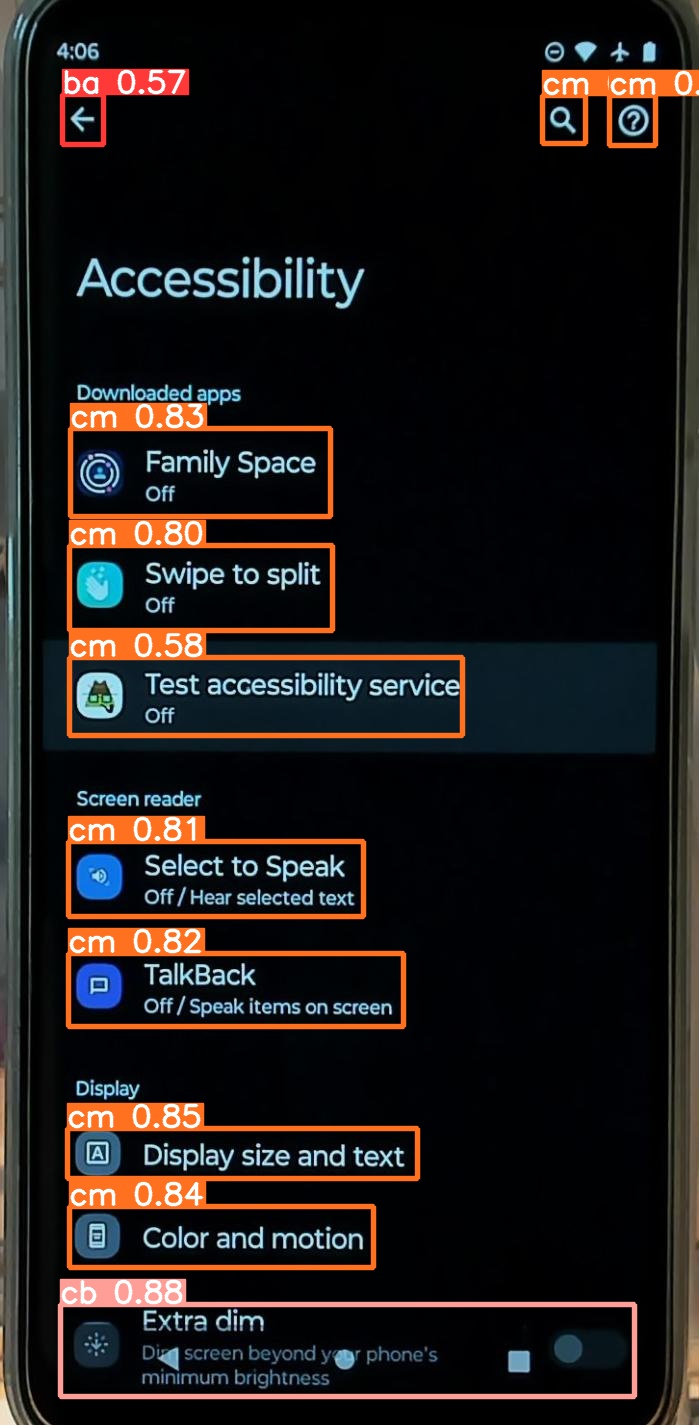 4:06
ba 0.57
cm
cm 0.
Accessibility
Downloaded apps
cm 0.83
Family Space
Off
cm 0.80
Swipe to split
Off
cm 0.58
Test accessibility service
Off
Screen reader
cm 0.81
Select to Speak
Off / Hear selected text
cm 0.82
TalkBack
Off / Speak items on screen
Display
cm 0.85
A
Display size and text
cm 0.84
Color and motion
cb 0.88
Extra dim
Dim screen beyond your phone's
minimum brightness